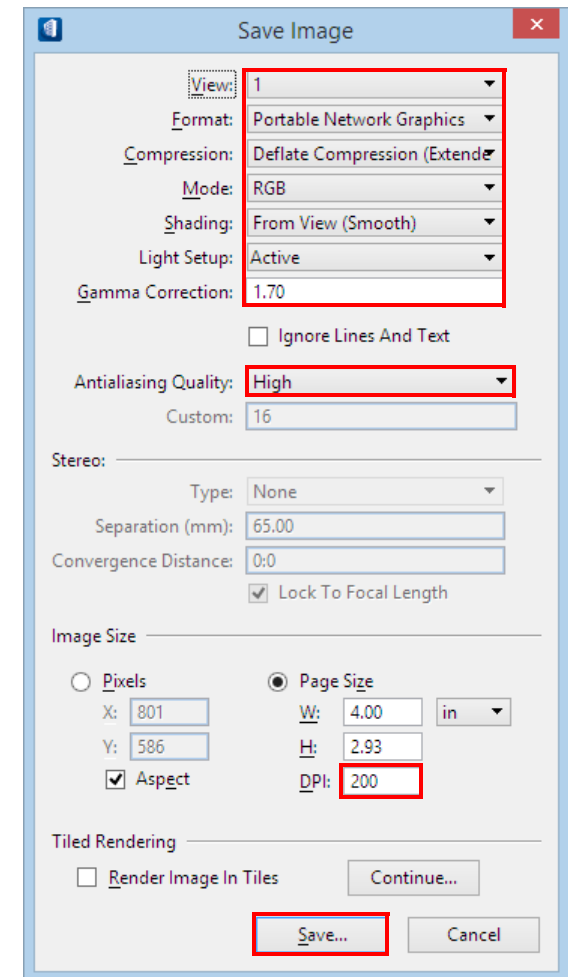 Save Image
View: 1
Format: Portable Network Graphics
Compression: Deflate Compression (Extende
Mode: RGB
Shading: From View (Smooth)
Light Setup: Active
Gamma Correction: 1.70
Ignore Lines And Text
Antialiasing Quality: High
Custom: 16
Stereo:
Type: None
Separation (mm): 65.00
Convergence Distance: 0:0
Lock To Focal Length
Image Size
Pixels Page Size
X: 801 W: 4.00 in
Y: 586 H: 2.93
Aspect DPI: 200
Tiled Rendering
Render Image In Tiles Continue...
Save... Cancel